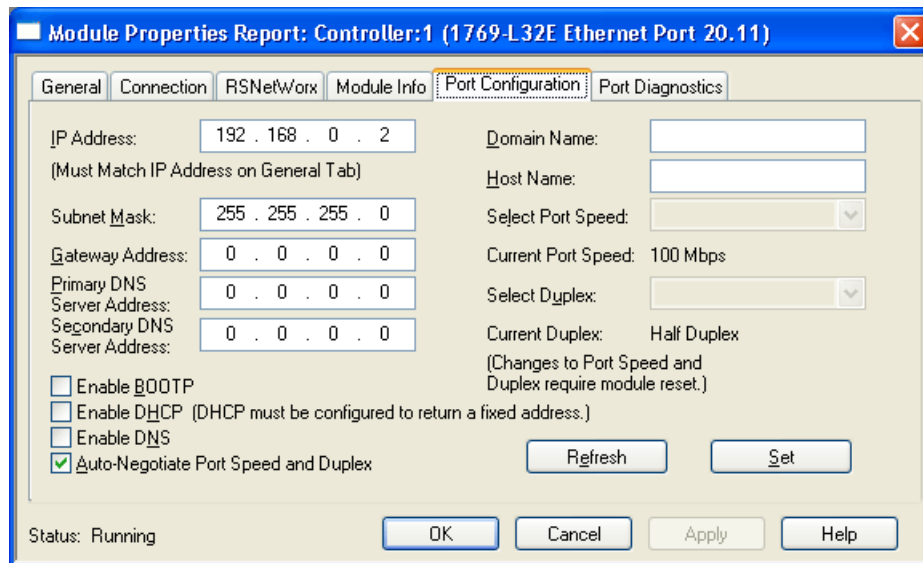 Module Properties Report: Controller:1 (1769-L32E Ethernet Port 20.11)
General Connection RSNetWorx Module Info Port Configuration Port Diagnostics
IP Address: 192 . 168 . 0 . 2
(Must Match IP Address on General Tab)
Subnet Mask: 255 . 255 . 255 . 0
Gateway Address: 0 . 0 . 0 . 0
Primary DNS
Server Address: 0 . 0 . 0 . 0
Secondary DNS
Server Address: 0 . 0 . 0 . 0
Domain Name:
Host Name:
Select Port Speed:
Current Port Speed: 100 Mbps
Select Duplex:
Current Duplex: Half Duplex
(Changes to Port Speed and
Duplex require module reset.)
Enable BOOTP
Enable DHCP (DHCP must be configured to return a fixed address.)
Enable DNS
Auto-Negotiate Port Speed and Duplex
Refresh Set
Status: Running
OK Cancel Apply Help